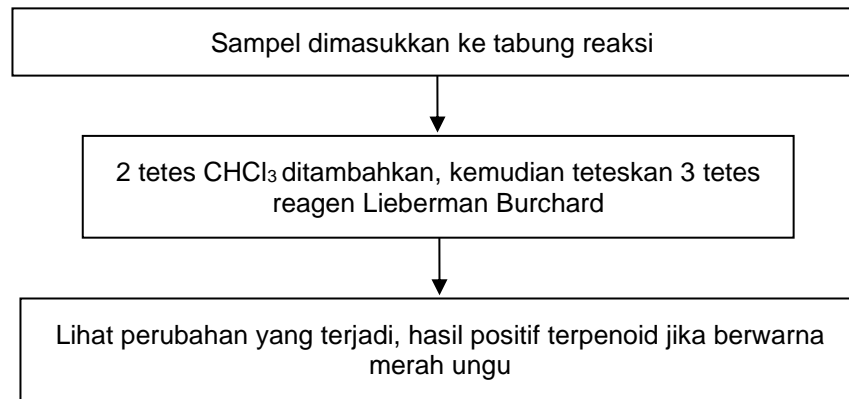 Sampel dimasukkan ke tabung reaksi
2 tetes CHCl₃ ditambahkan, kemudian teteskan 3 tetes
reagen Lieberman Burchard
Lihat perubahan yang terjadi, hasil positif terpenoid jika berwarna
merah ungu